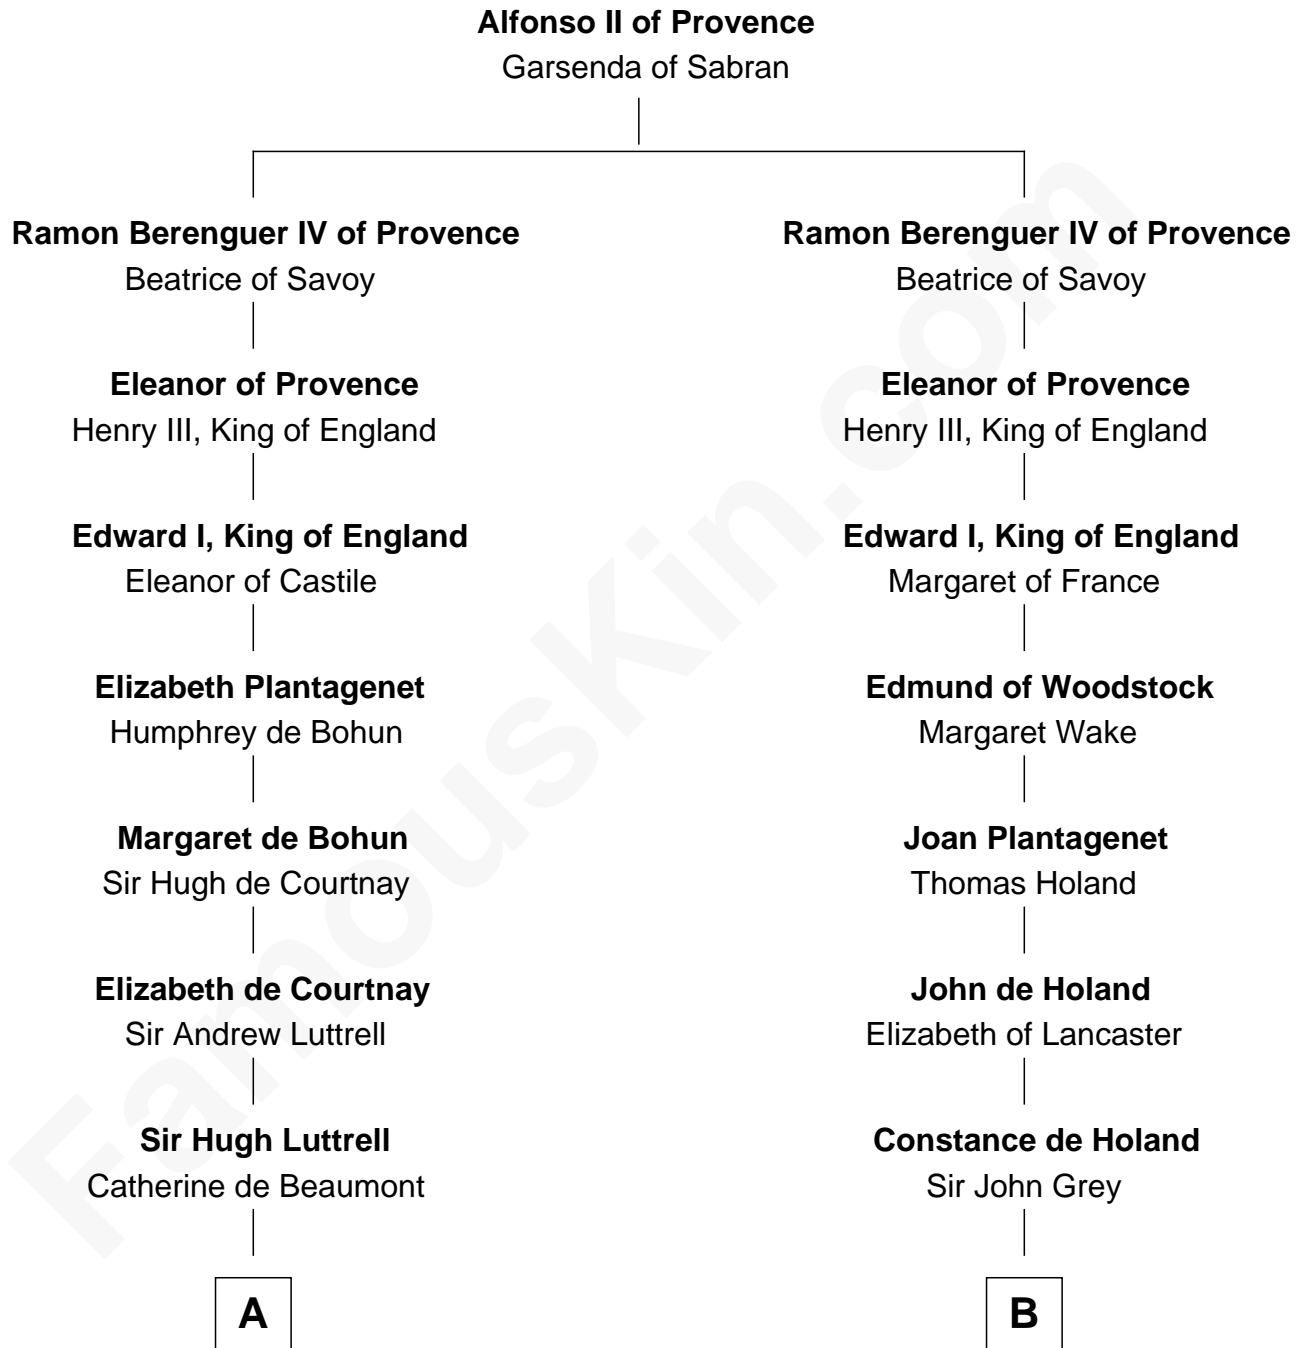 Alfonso II of Provence
Garsenda of Sabran
Ramon Berenguer IV of Provence
Beatrice of Savoy
Eleanor of Provence
Henry III, King of England
Edward I, King of England
Eleanor of Castile
Elizabeth Plantagenet
Humphrey de Bohun
Margaret de Bohun
Sir Hugh de Courtnay
Elizabeth de Courtnay
Sir Andrew Luttrell
Sir Hugh Luttrell
Catherine de Beaumont
A
Ramon Berenguer IV of Provence
Beatrice of Savoy
Eleanor of Provence
Henry III, King of England
Edward I, King of England
Margaret of France
Edmund of Woodstock
Margaret Wake
Joan Plantagenet
Thomas Holand
John de Holand
Elizabeth of Lancaster
Constance de Holand
Sir John Grey
B
FamousKin.com